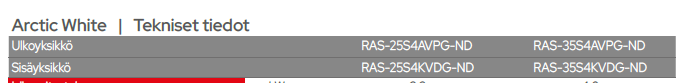 Arctic White | Tekniset tiedot
Ulkoyksikkö RAS-25S4AVPG-ND RAS-35S4AVPG-ND
Sisäyksikkö RAS-25S4KVDG-ND RAS-35S4KVDG-ND